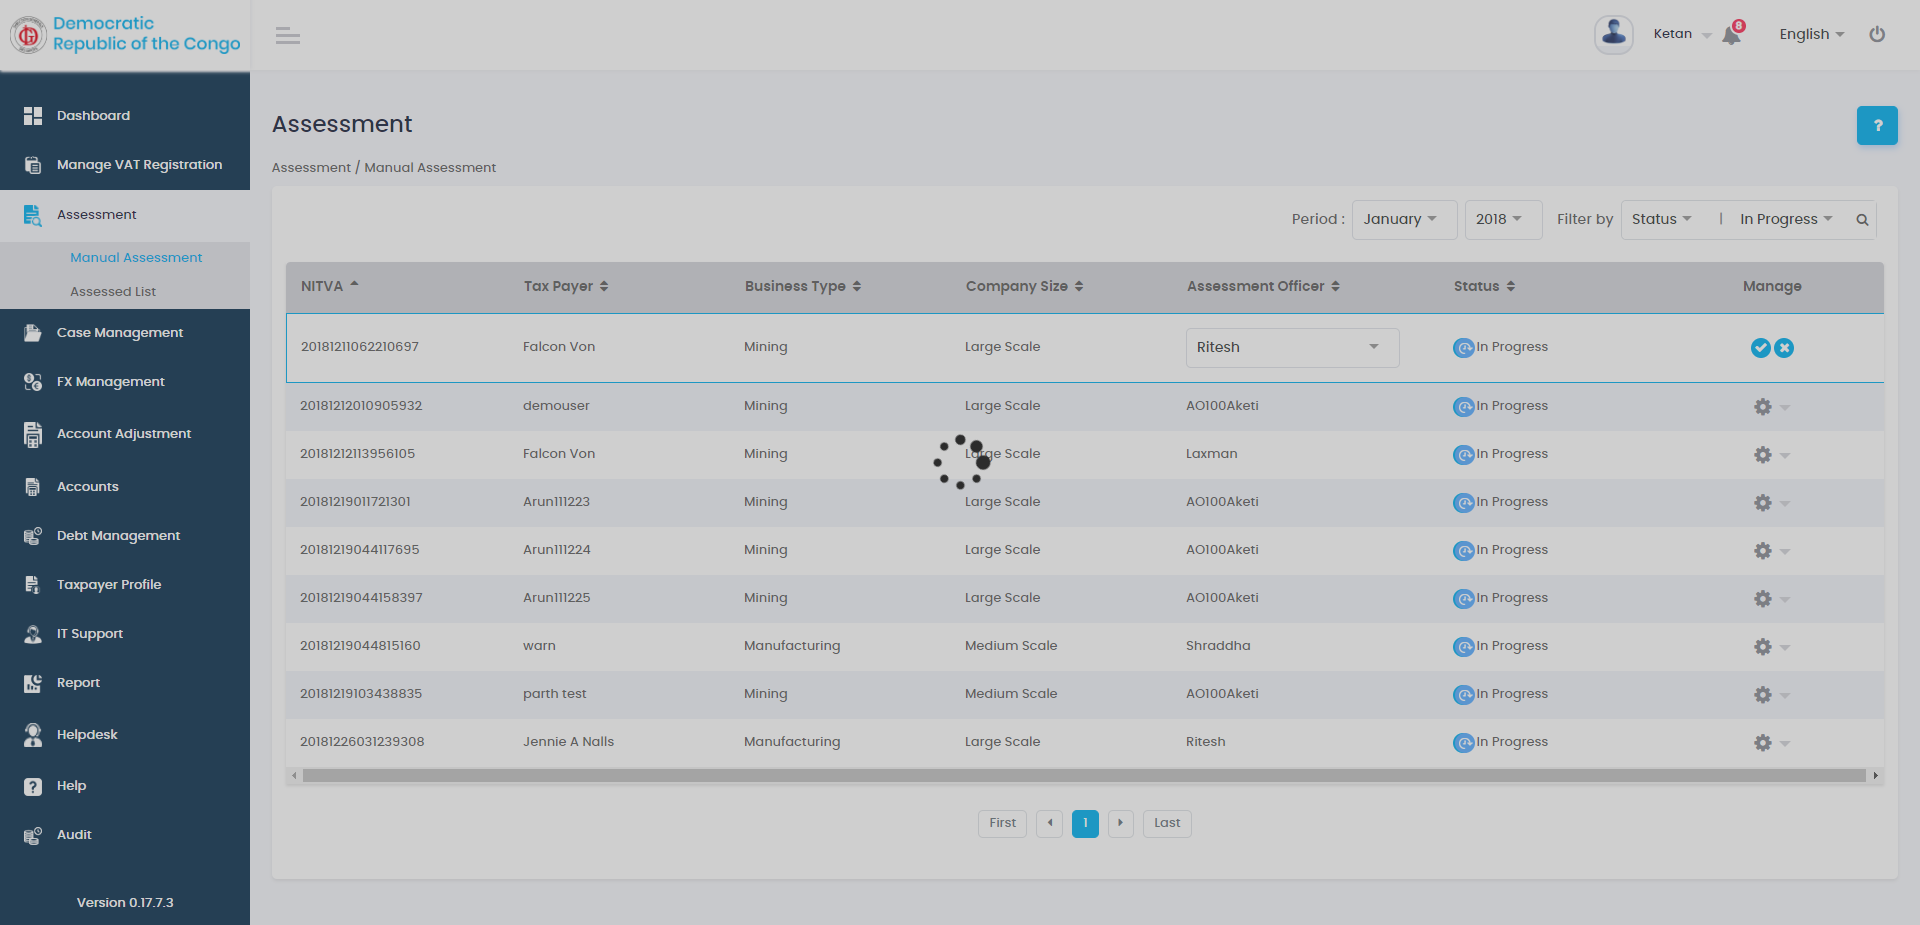 Democratic
Republic of the Congo
Ketan
8
English
Dashboard
Manage VAT Registration
Assessment
Manual Assessment
Assessed List
Case Management
FX Management
Account Adjustment
Accounts
Debt Management
Taxpayer Profile
IT Support
Report
Helpdesk
Help
Audit
Version 0.17.7.3
Assessment
?
Assessment / Manual Assessment
Period : January 2018 Filter by Status | In Progress
NITVA Tax Payer Business Type Company Size Assessment Officer Status Manage
20181211062210697 Falcon Von Mining Large Scale Ritesh In Progress
20181212010905932 demouser Mining Large Scale AO100Aketi In Progress
20181212113956105 Falcon Von Mining Large Scale Laxman In Progress
20181219011721301 Arun111223 Mining Large Scale AO100Aketi In Progress
20181219044117695 Arun111224 Mining Large Scale AO100Aketi In Progress
20181219044158397 Arun111225 Mining Large Scale AO100Aketi In Progress
20181219044815160 warn Manufacturing Medium Scale Shraddha In Progress
20181219103438835 parth test Mining Medium Scale AO100Aketi In Progress
20181226031239308 Jennie A Nalls Manufacturing Large Scale Ritesh In Progress
First 1 Last